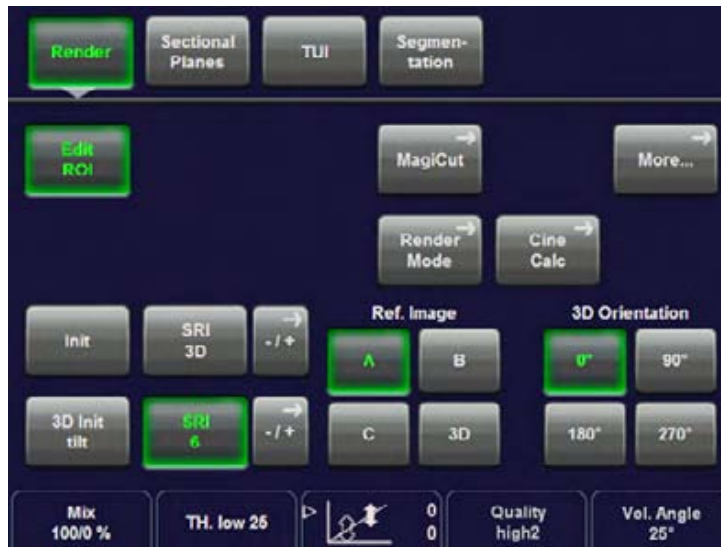 Render
Sectional
Planes
TUI
Segmen-
tation
Edit
ROI
MagiCut
More...
Render
Mode
Cine
Calc
Ref. Image
3D Orientation
Init
SRI
3D
- / +
A
B
0°
90°
3D Init
tilt
SRI
6
- / +
C
3D
180°
270°
Mix
100/0 %
TH. low 25
0
0
Quality
high2
Vol. Angle
25°